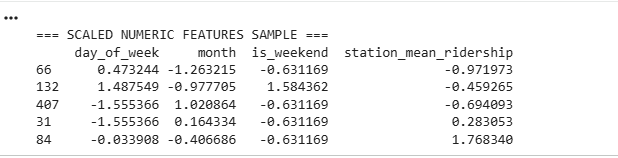 === SCALED NUMERIC FEATURES SAMPLE ===
day_of_week month is_weekend station_mean_ridership
66 0.473244 -1.263215 -0.631169 -0.971973
132 1.487549 -0.977705 1.584362 -0.459265
407 -1.555366 1.020864 -0.631169 -0.694093
31 -1.555366 0.164334 -0.631169 0.283053
84 -0.033908 -0.406686 -0.631169 1.768340